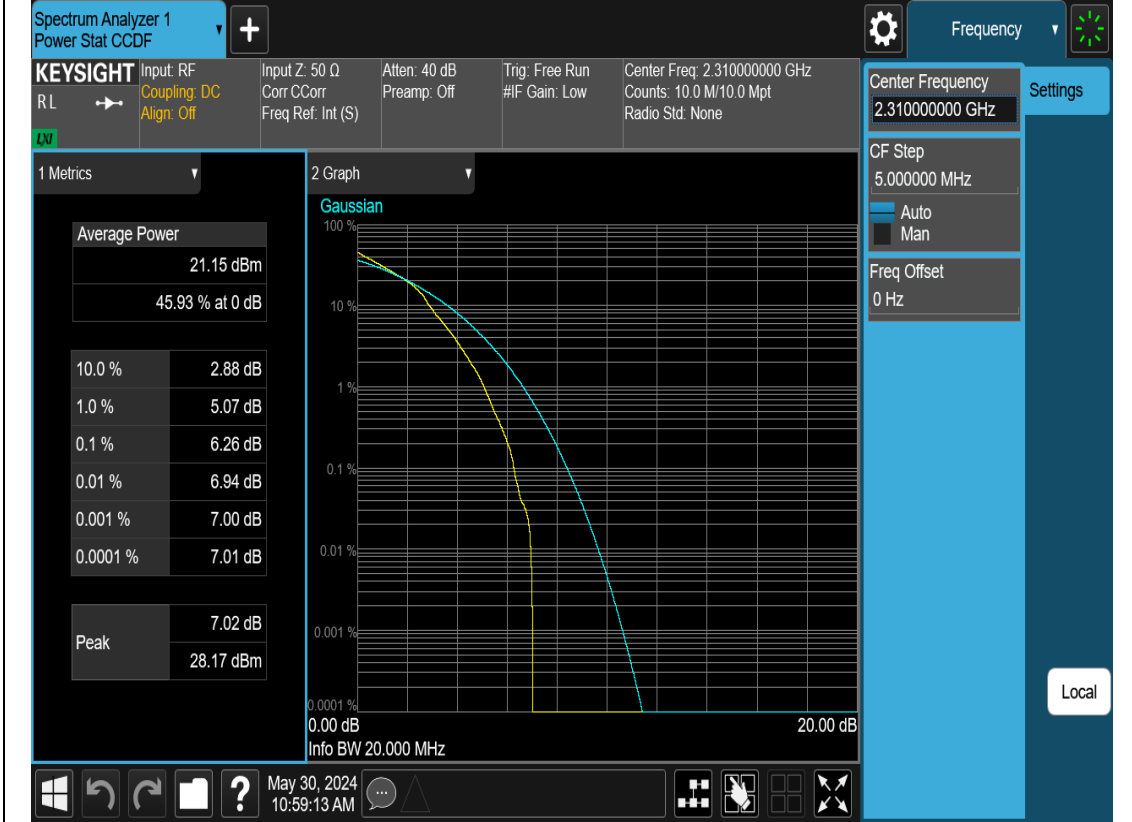 Spectrum Analyzer 1
Power Stat CCDF
+
Frequency
KEYSIGHT
RL
LXI
Input: RF
Coupling: DC
Align: Off
Input Z: 50 Ω
Corr CCorr
Freq Ref: Int (S)
Atten: 40 dB
Preamp: Off
Trig: Free Run
#IF Gain: Low
Center Freq: 2.310000000 GHz
Counts: 10.0 M/10.0 Mpt
Radio Std: None
Center Frequency
2.310000000 GHz
Settings
CF Step
5.000000 MHz
Auto
Man
Freq Offset
0 Hz
Local
1 Metrics
Average Power
21.15 dBm
45.93 % at 0 dB
10.0 % 2.88 dB
1.0 % 5.07 dB
0.1 % 6.26 dB
0.01 % 6.94 dB
0.001 % 7.00 dB
0.0001 % 7.01 dB
Peak
7.02 dB
28.17 dBm
2 Graph
Gaussian
100 %
10 %
1 %
0.1 %
0.01 %
0.001 %
0.0001 %
0.00 dB 20.00 dB
Info BW 20.000 MHz
?
May 30, 2024
10:59:13 AM